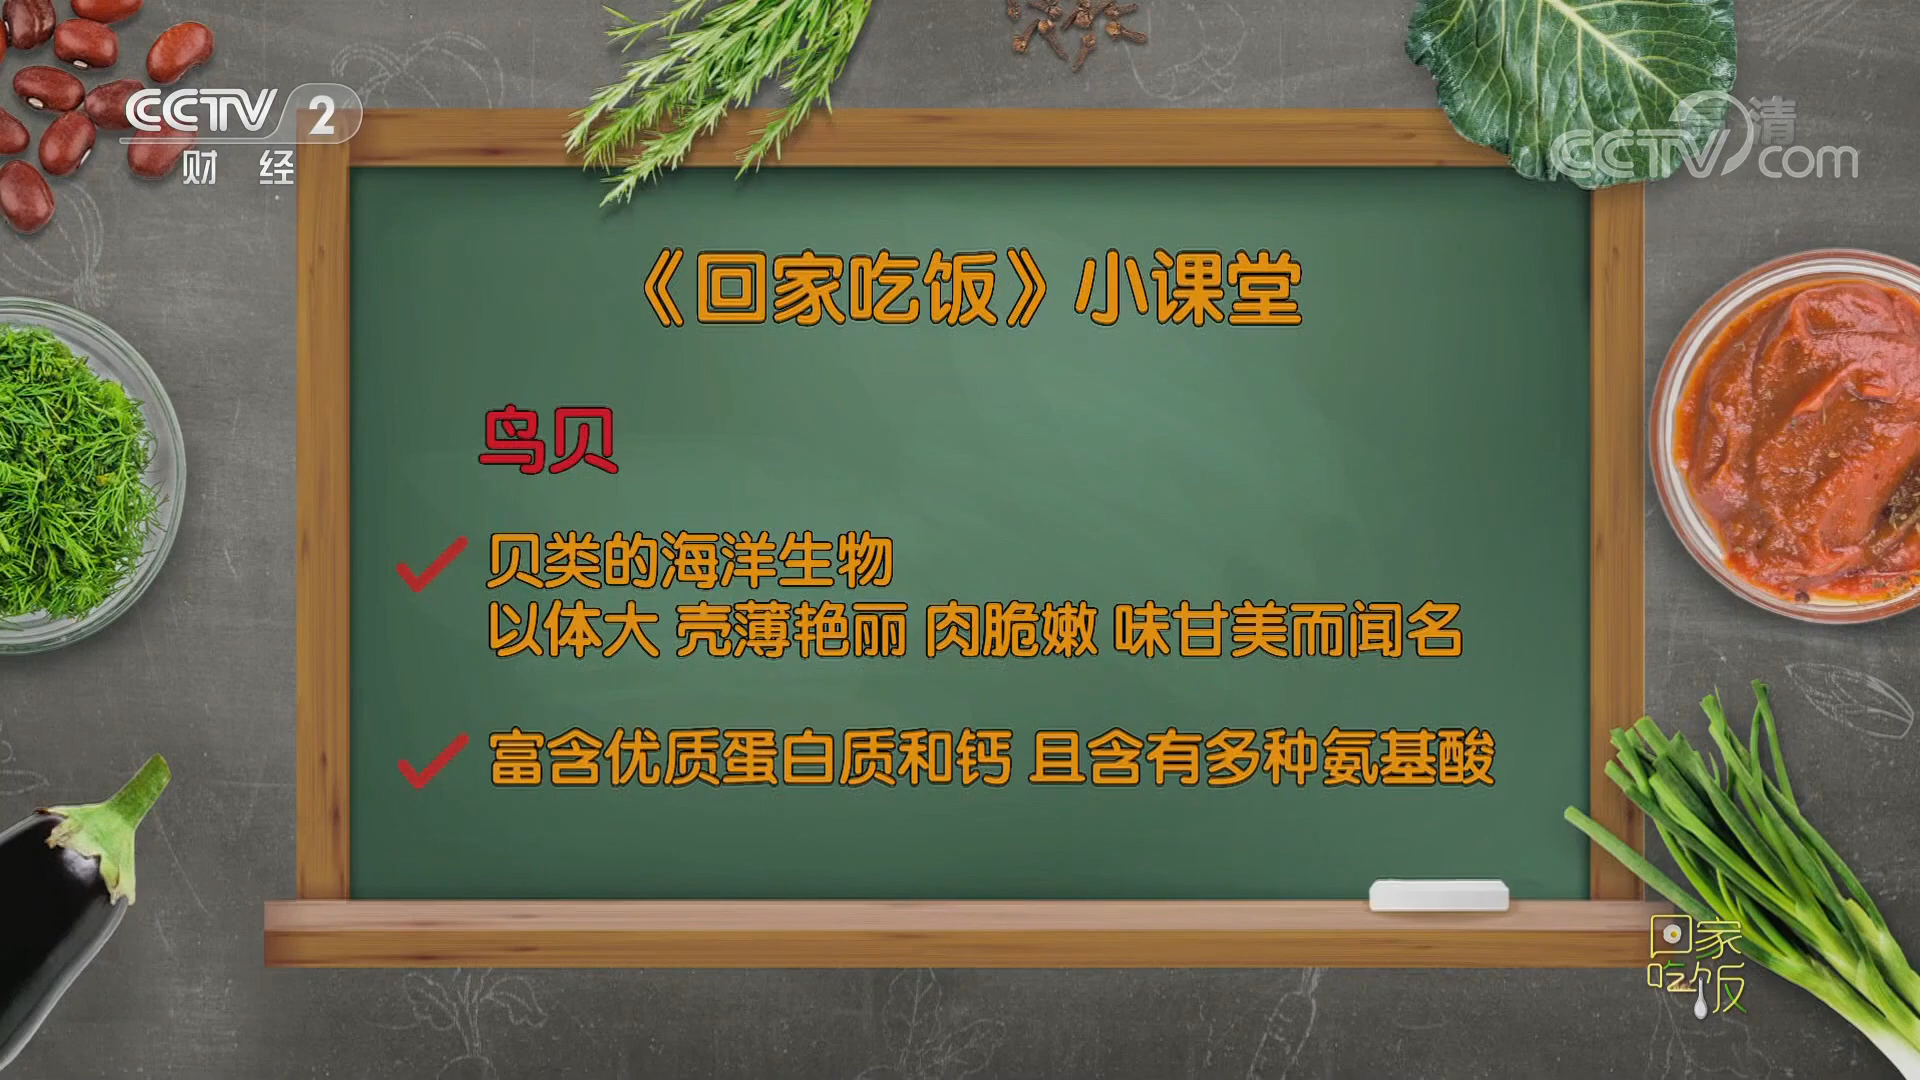 CCTV 2
财 经
高清
CCTV com
《回家吃饭》小课堂
鸟贝
贝类的海洋生物
以体大 壳薄艳丽 肉脆嫩 味甘美而闻名
富含优质蛋白质和钙 且含有多种氨基酸
回家
吃饭